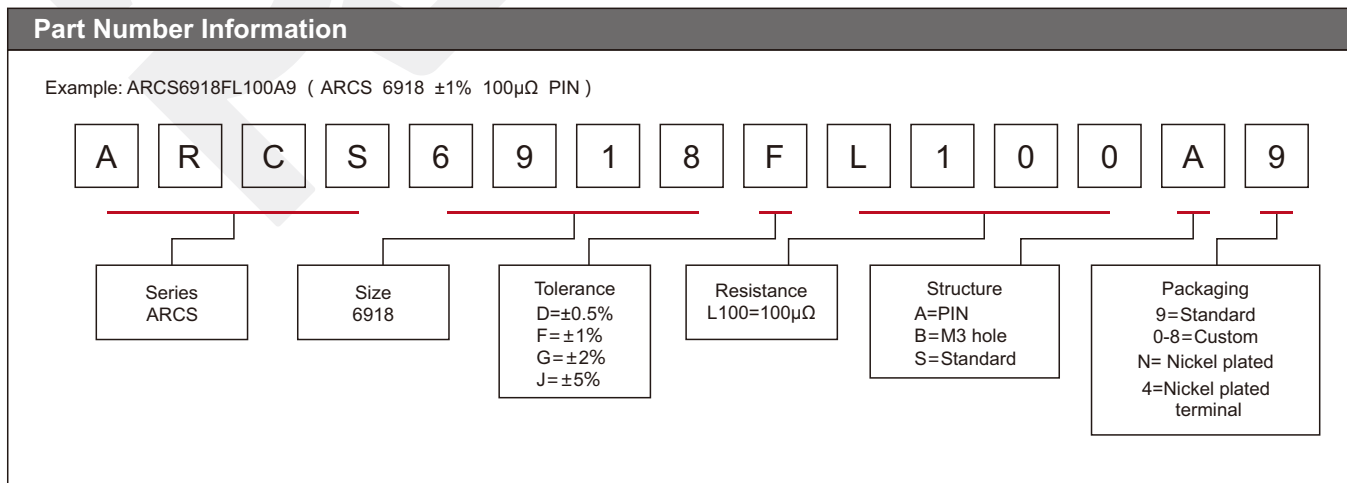 Part Number Information
Example: ARCS6918FL100A9 ( ARCS 6918 ±1% 100µΩ PIN )
A R C S 6 9 1 8 F L 1 0 0 A 9
Series
ARCS
Size
6918
Tolerance
D=±0.5%
F=±1%
G=±2%
J=±5%
Resistance
L100=100µΩ
Structure
A=PIN
B=M3 hole
S=Standard
Packaging
9=Standard
0-8=Custom
N= Nickel plated
4=Nickel plated
terminal